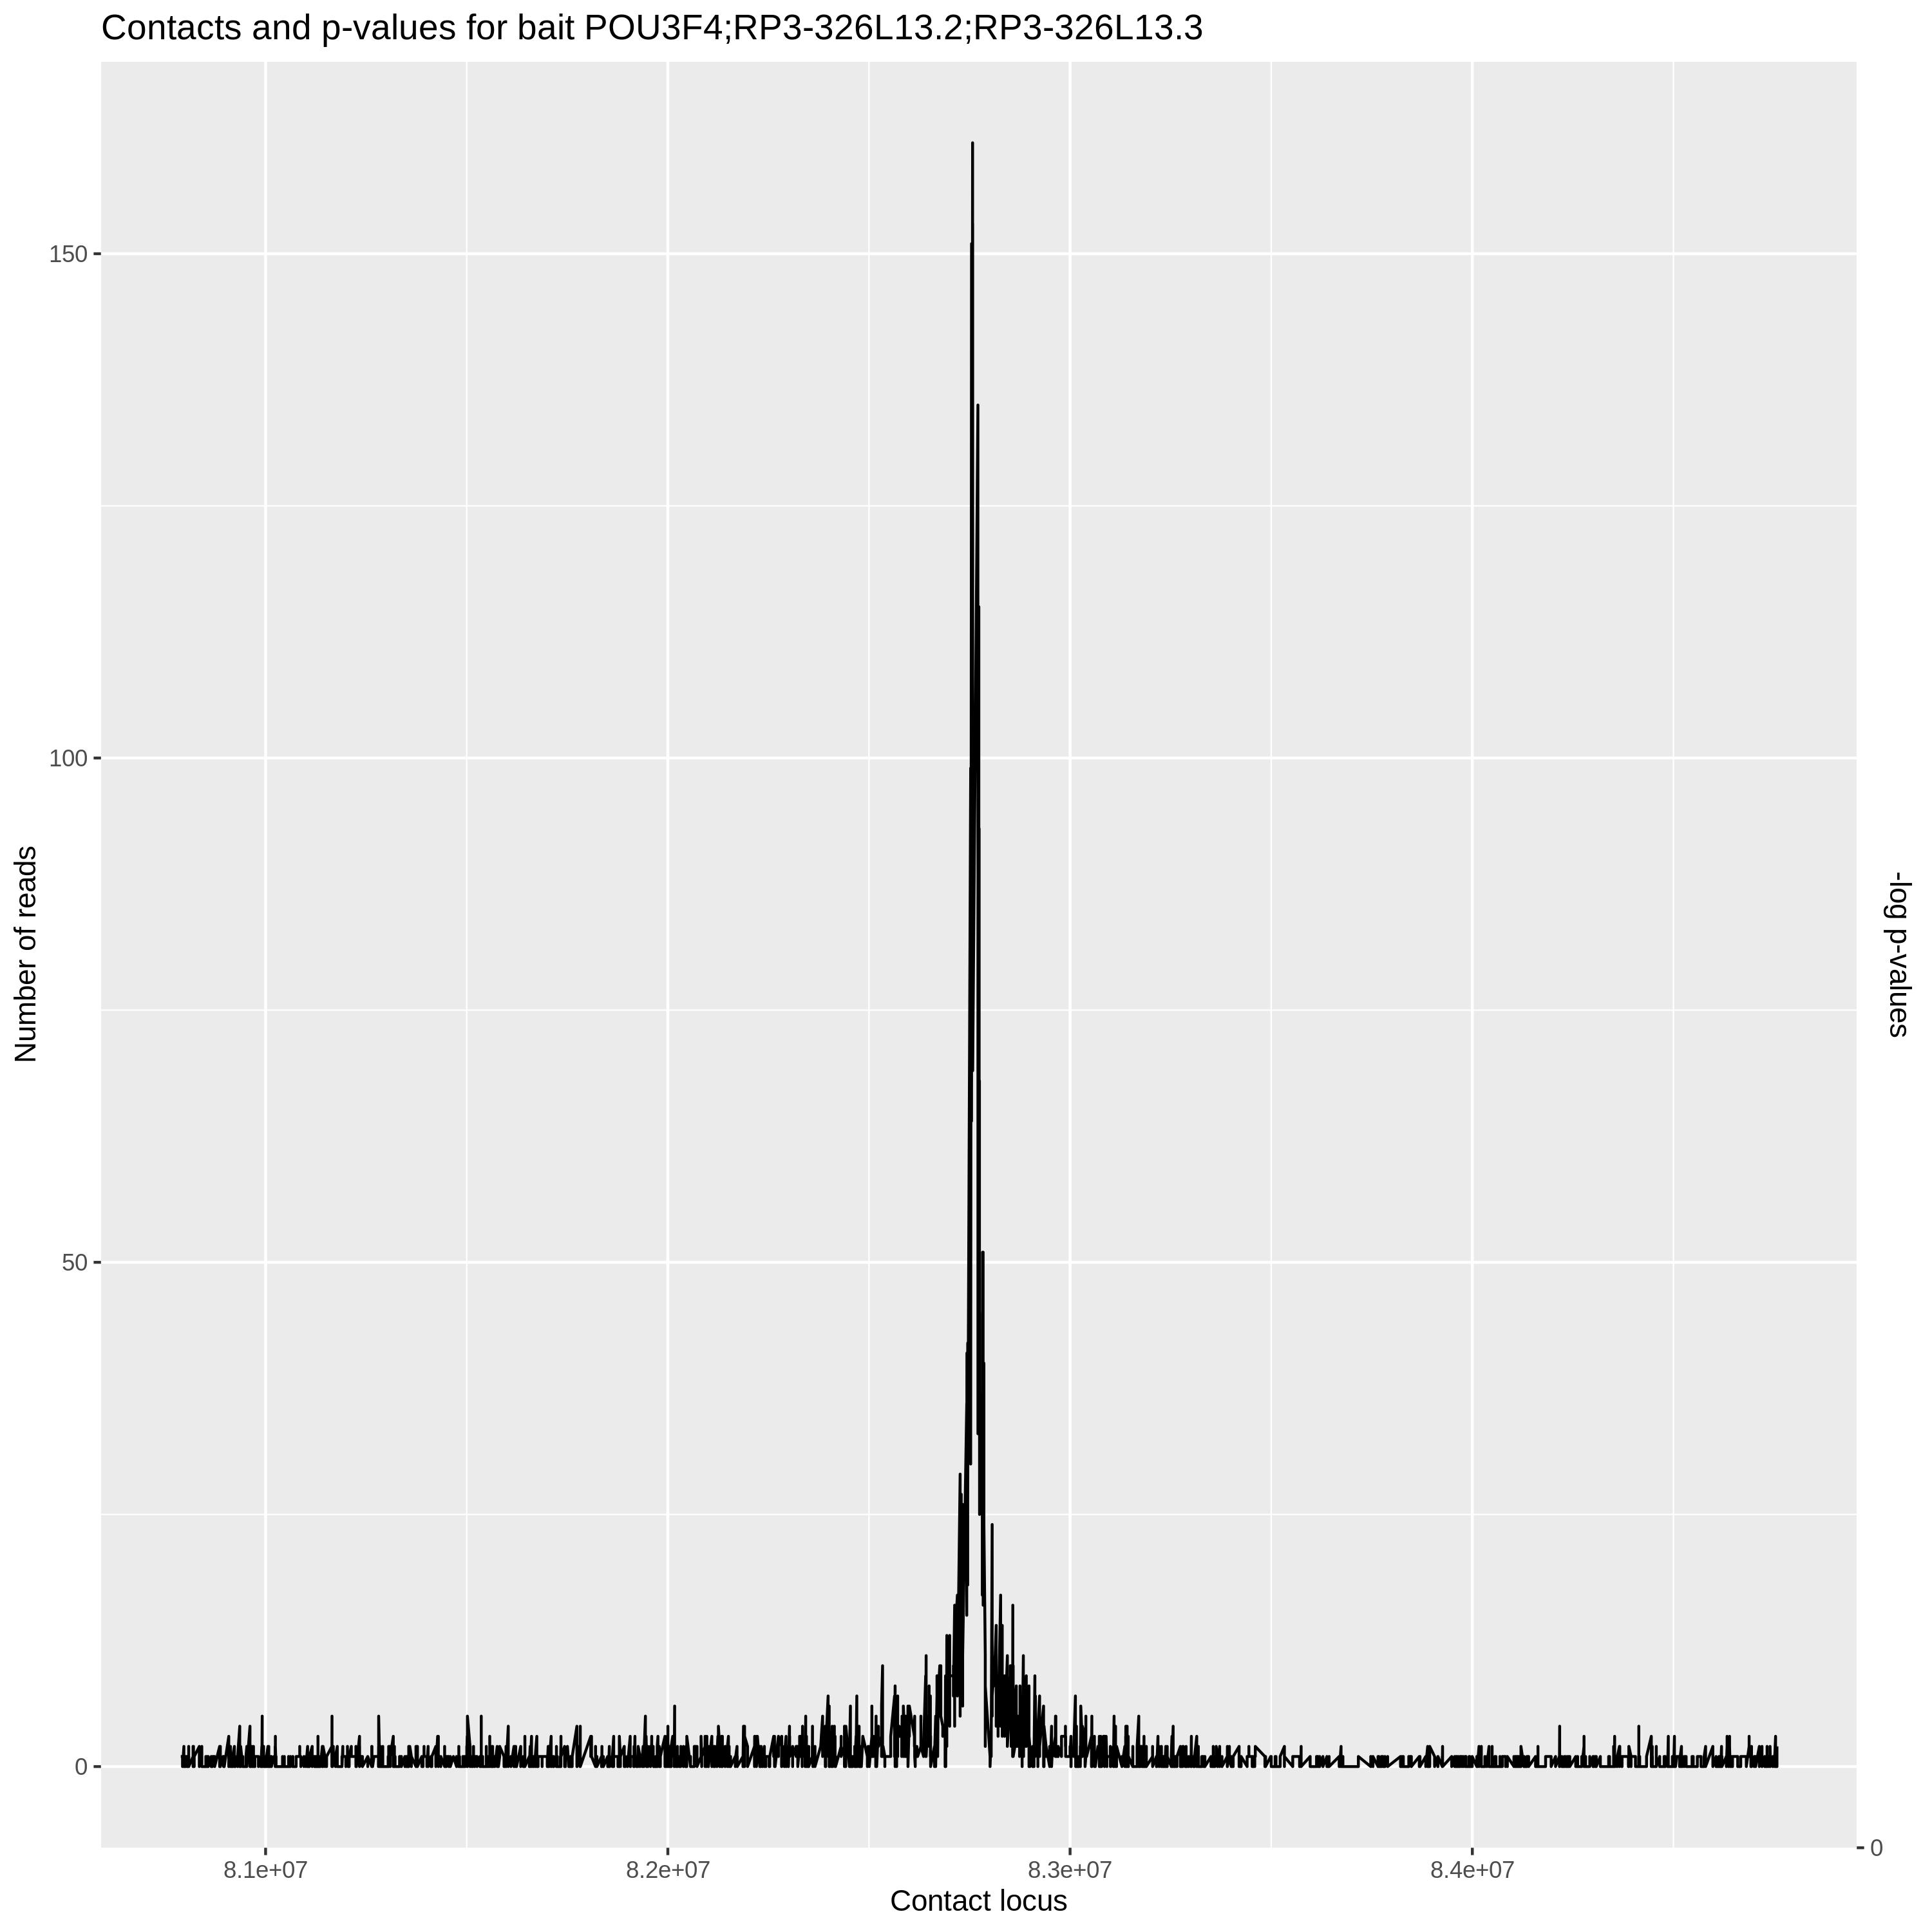 Contacts and p-values for bait POU3F4;RP3-326L13.2;RP3-326L13.3
150
100
50
0
Number of reads
-log p-values
0
8.1e+07 8.2e+07 8.3e+07 8.4e+07
Contact locus